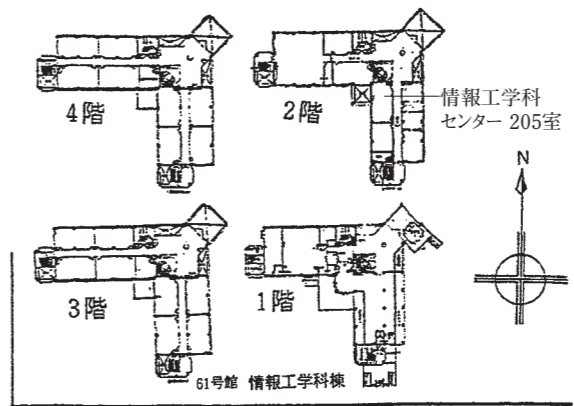 4階
2階
情報工学科
センター 205室
N
3階
1階
61号館 情報工学科棟